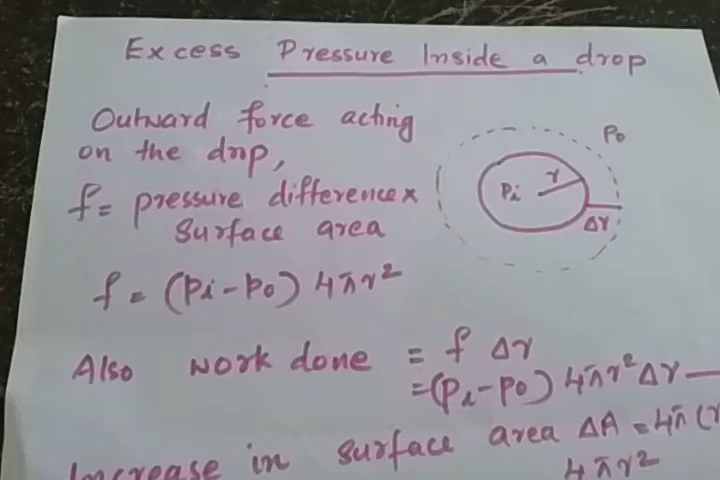 Excess Pressure Inside a drop
Outward force acting
on the drop,
f = pressure difference x
Surface area
f = (Pi - Po) 4πr²
Also work done = f Δr
= (Pi - Po) 4πr² Δr —
Increase in surface area ΔA = 4π(r
4πr²
Po
Pi
r
Δr